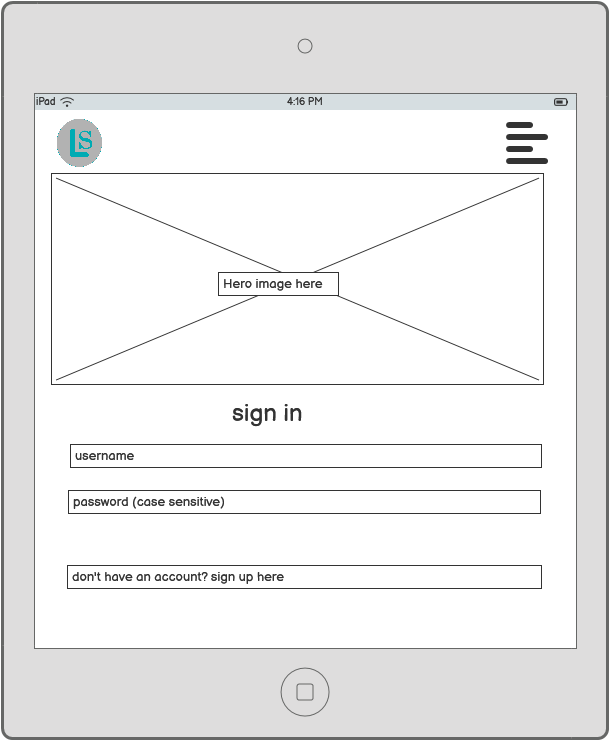 iPad 4:16 PM
LS
Hero image here
sign in
username
password (case sensitive)
don't have an account? sign up here